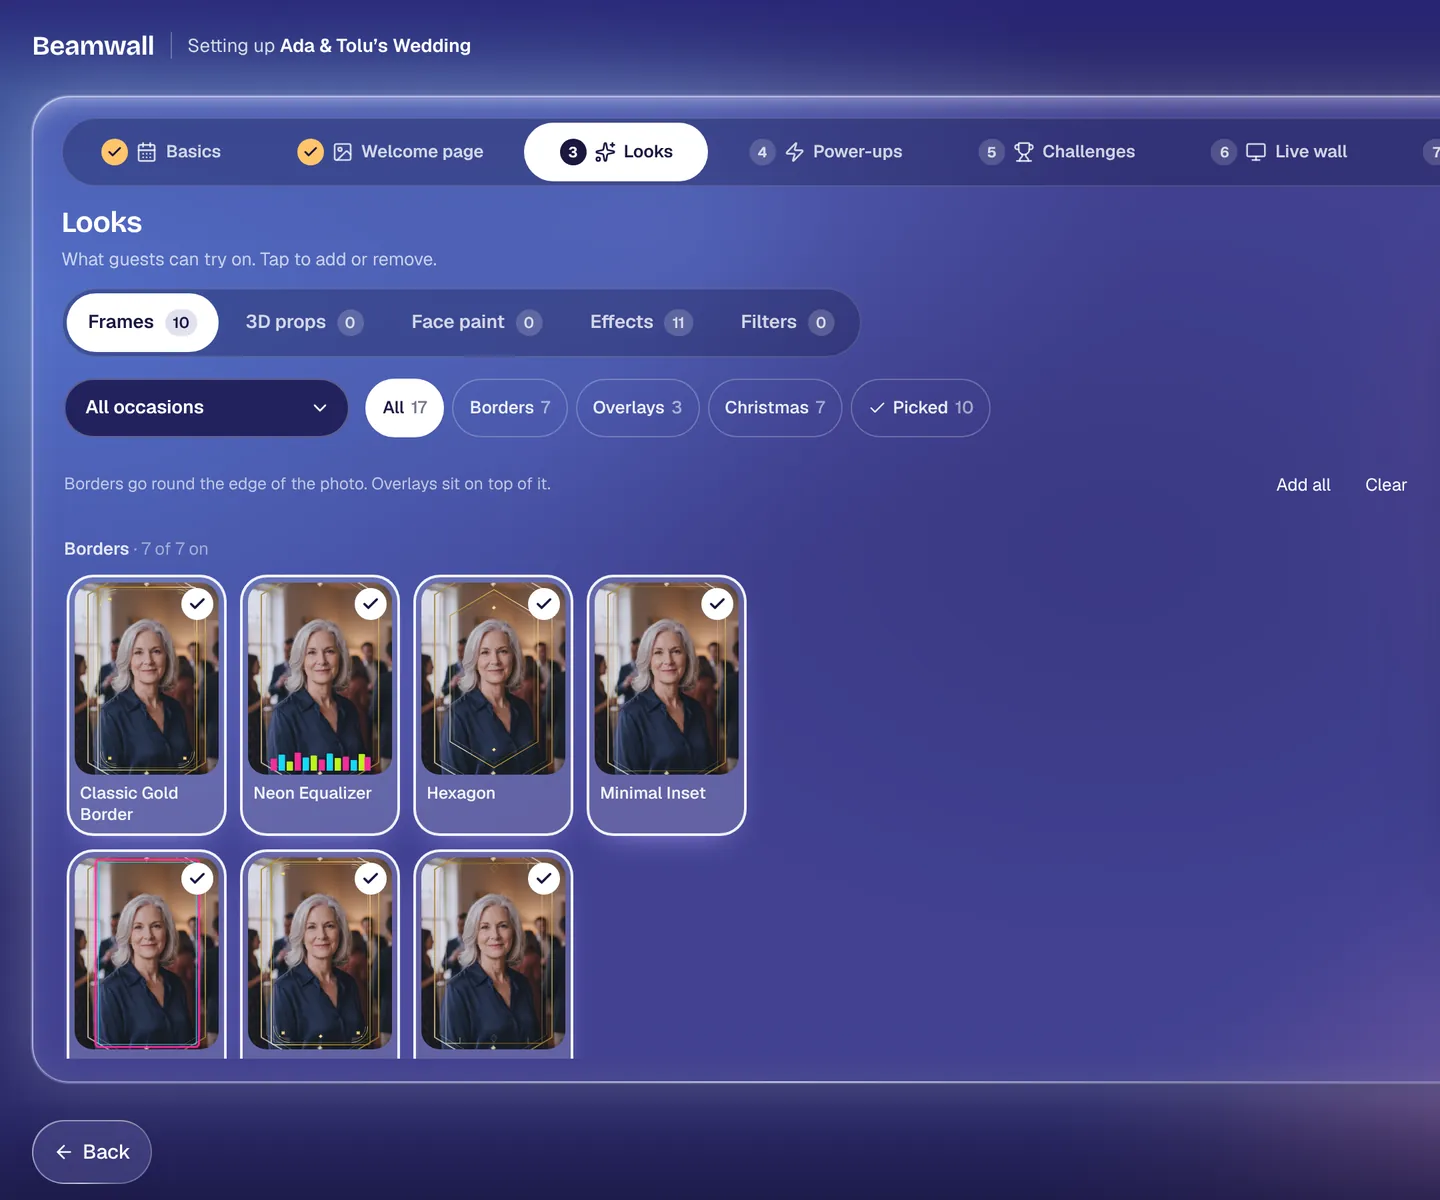 Beamwall
Setting up Ada & Tolu’s Wedding
Basics
Welcome page
3 Looks
4 Power-ups
5 Challenges
6 Live wall
7
Looks
What guests can try on. Tap to add or remove.
Frames 10
3D props 0
Face paint 0
Effects 11
Filters 0
All occasions
All 17
Borders 7
Overlays 3
Christmas 7
Picked 10
Borders go round the edge of the photo. Overlays sit on top of it.
Add all
Clear
Borders · 7 of 7 on
Classic Gold
Border
Neon Equalizer
Hexagon
Minimal Inset
Back